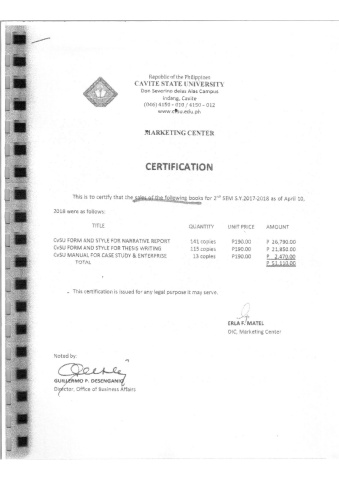 Republic of the Philippines
CAVITE STATE UNIVERSITY
Don Severino delas Alas Campus
Indang, Cavite
(046) 4150 - 010 / 4150 - 012
www.cvsu.edu.ph
MARKETING CENTER
CERTIFICATION
This is to certify that the sales of the following books for 2nd SEM S.Y.2017-2018 as of April 10,
2018 were as follows:
TITLE QUANTITY UNIT PRICE AMOUNT
CvSU FORM AND STYLE FOR NARRATIVE REPORT 141 copies P190.00 P 26,790.00
CvSU FORM AND STYLE FOR THESIS WRITING 115 copies P190.00 P 21,850.00
CvSU MANUAL FOR CASE STUDY & ENTERPRISE 13 copies P190.00 P 2,470.00
TOTAL P 51,110.00
This certification is issued for any legal purpose it may serve.
ERLA F. MATEL
OIC, Marketing Center
Noted by:
GUILLERMO P. DESENGANIO
Director, Office of Business Affairs